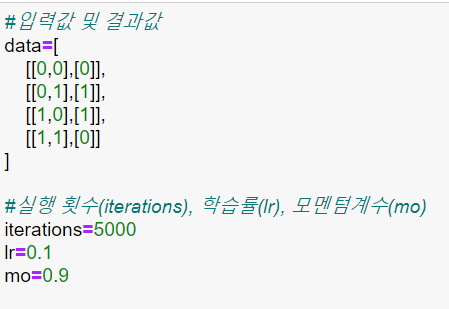 #입력값 및 결과값
data=[
    [[0,0],[0]],
    [[0,1],[1]],
    [[1,0],[1]],
    [[1,1],[0]]
]

#실행 횟수(iterations), 학습률(lr), 모멘텀계수(mo)
iterations=5000
lr=0.1
mo=0.9